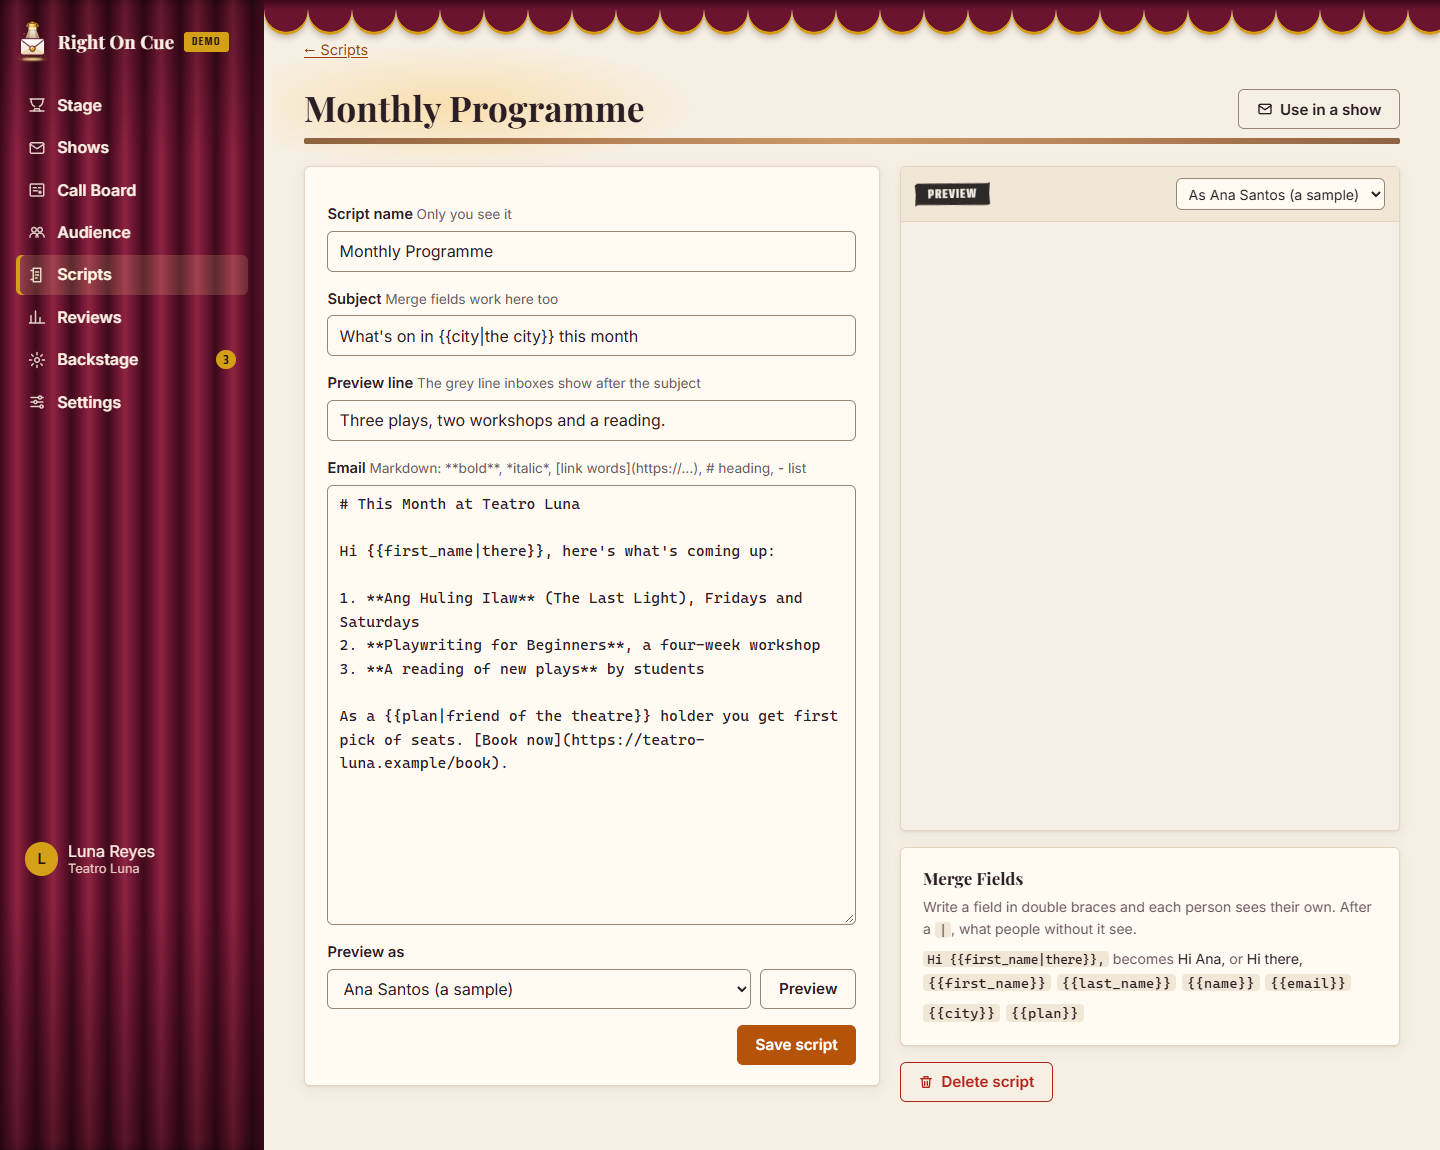 Right On Cue DEMO
Stage
Shows
Call Board
Audience
Scripts
Reviews
Backstage 3
Settings
L
Luna Reyes
Teatro Luna
← Scripts
Monthly Programme
Use in a show
Script name Only you see it
Monthly Programme
Subject Merge fields work here too
What's on in {{city|the city}} this month
Preview line The grey line inboxes show after the subject
Three plays, two workshops and a reading.
Email Markdown: **bold**, *italic*, [link words](https://...), # heading, - list
# This Month at Teatro Luna
Hi {{first_name|there}}, here's what's coming up:
1. **Ang Huling Ilaw** (The Last Light), Fridays and
Saturdays
2. **Playwriting for Beginners**, a four-week workshop
3. **A reading of new plays** by students
As a {{plan|friend of the theatre}} holder you get first
pick of seats. [Book now](https://teatro-
luna.example/book).
Preview as
Ana Santos (a sample)
Preview
Save script
PREVIEW
As Ana Santos (a sample)
Merge Fields
Write a field in double braces and each person sees their own. After
a |, what people without it see.
Hi {{first_name|there}}, becomes Hi Ana, or Hi there,
{{first_name}} {{last_name}} {{name}} {{email}}
{{city}} {{plan}}
Delete script